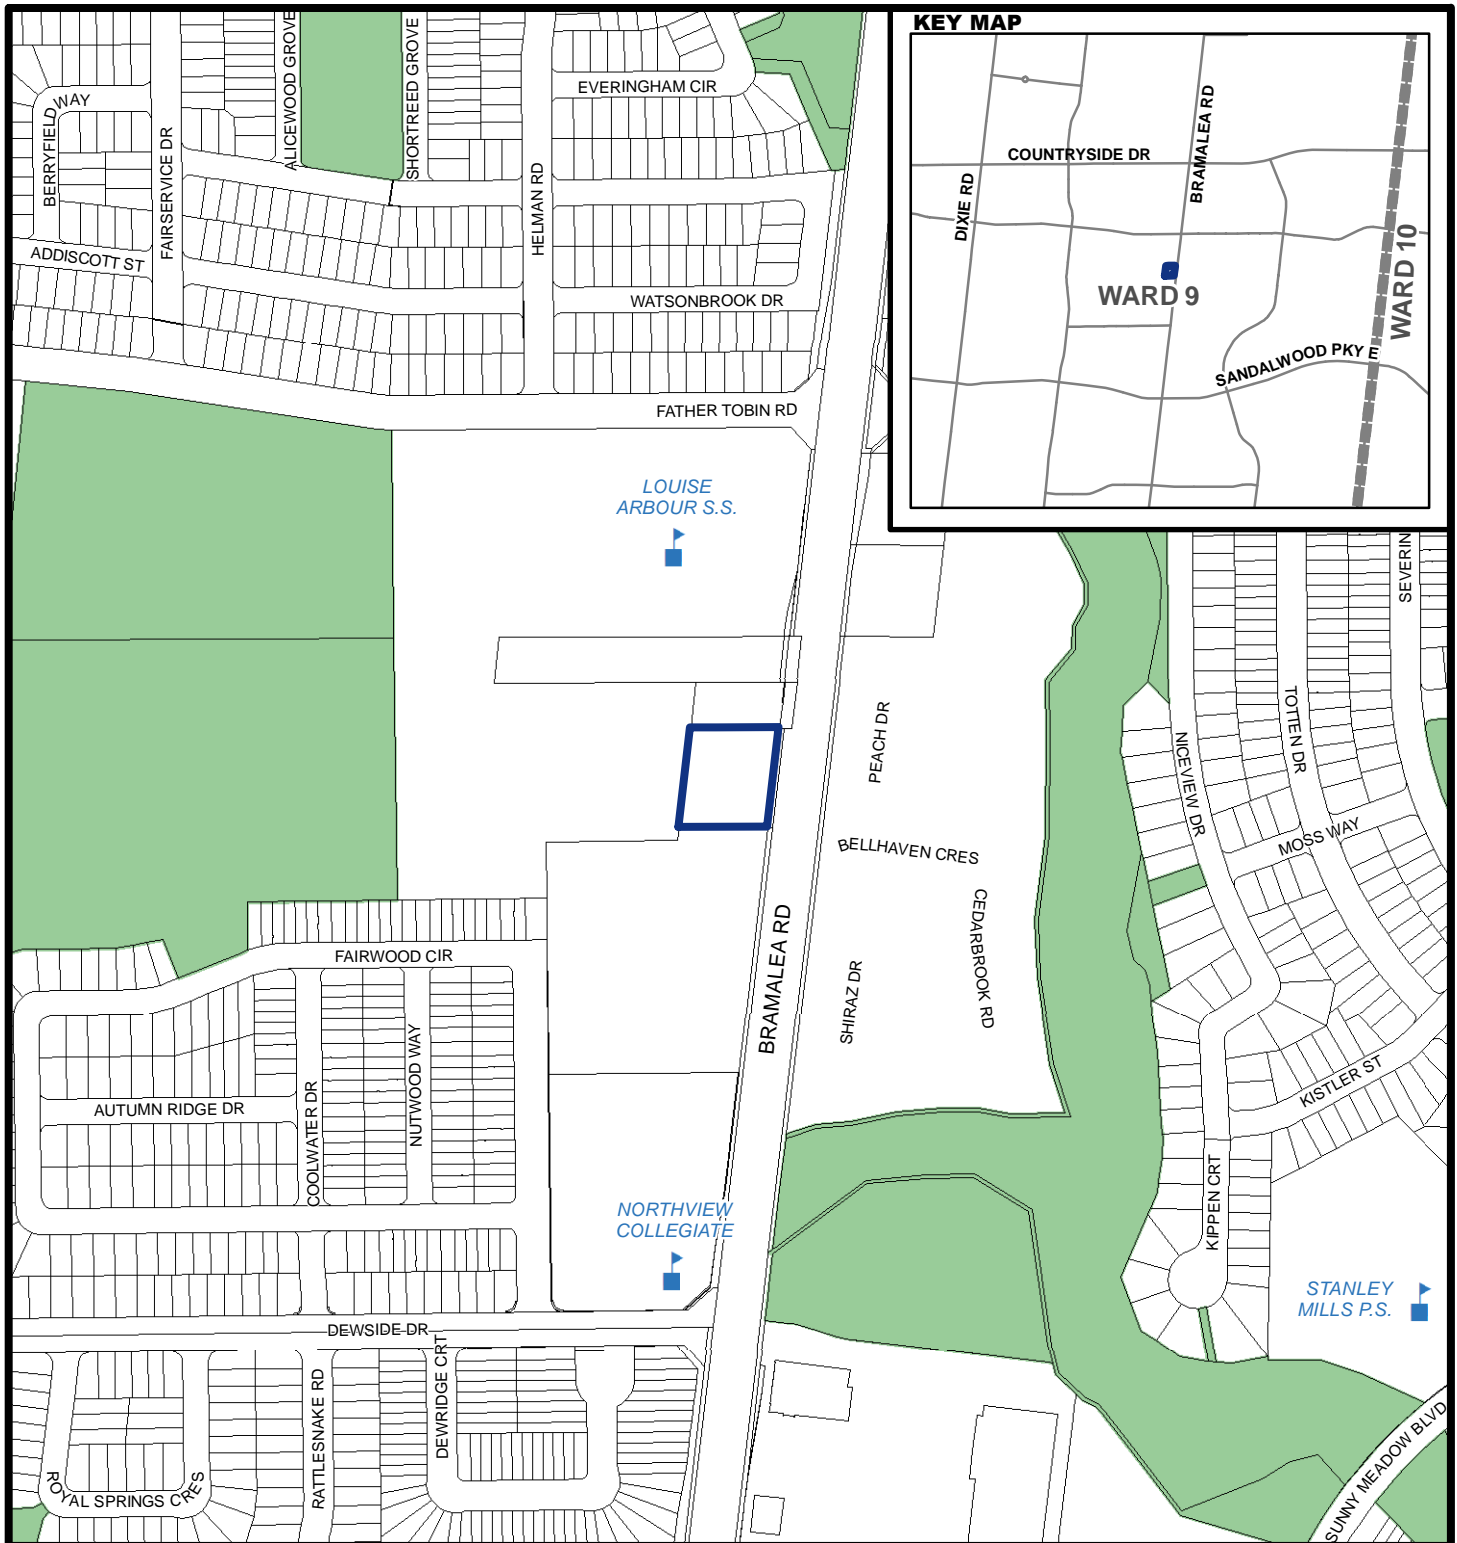 KEY MAP
BRAMALEA RD
COUNTRYSIDE DR
DIXIE RD
WARD 9
WARD 10
SANDALWOOD PKY E
ALICEWOOD GROVE
SHORTREED GROVE
EVERINGHAM CIR
BERRYFIELD WAY
FAIRSERVICE DR
HELMAN RD
ADDISCOTT ST
WATSONBROOK DR
FATHER TOBIN RD
LOUISE
ARBOUR S.S.
SEVERIN
PEACH DR
NICEVIEW DR
TOTTEN DR
MOSS WAY
BELLHAVEN CRES
CEDARBROOK RD
BRAMALEA RD
SHIRAZ DR
FAIRWOOD CIR
COOLWATER DR
NUTWOOD WAY
AUTUMN RIDGE DR
KISTLER ST
KIPPEN CRT
NORTHVIEW
COLLEGIATE
STANLEY
MILLS P.S.
DEWSIDE DR
RATTLESNAKE RD
DEWRIDGE CRT
ROYAL SPRINGS CRES
SUNNY MEADOW BLVD